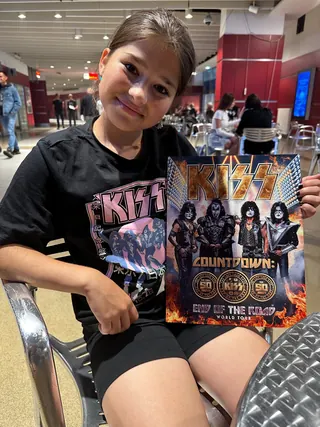 KISS
KISS
COUNTDOWN:
50
KISS
50
END OF THE ROAD
WORLD TOUR